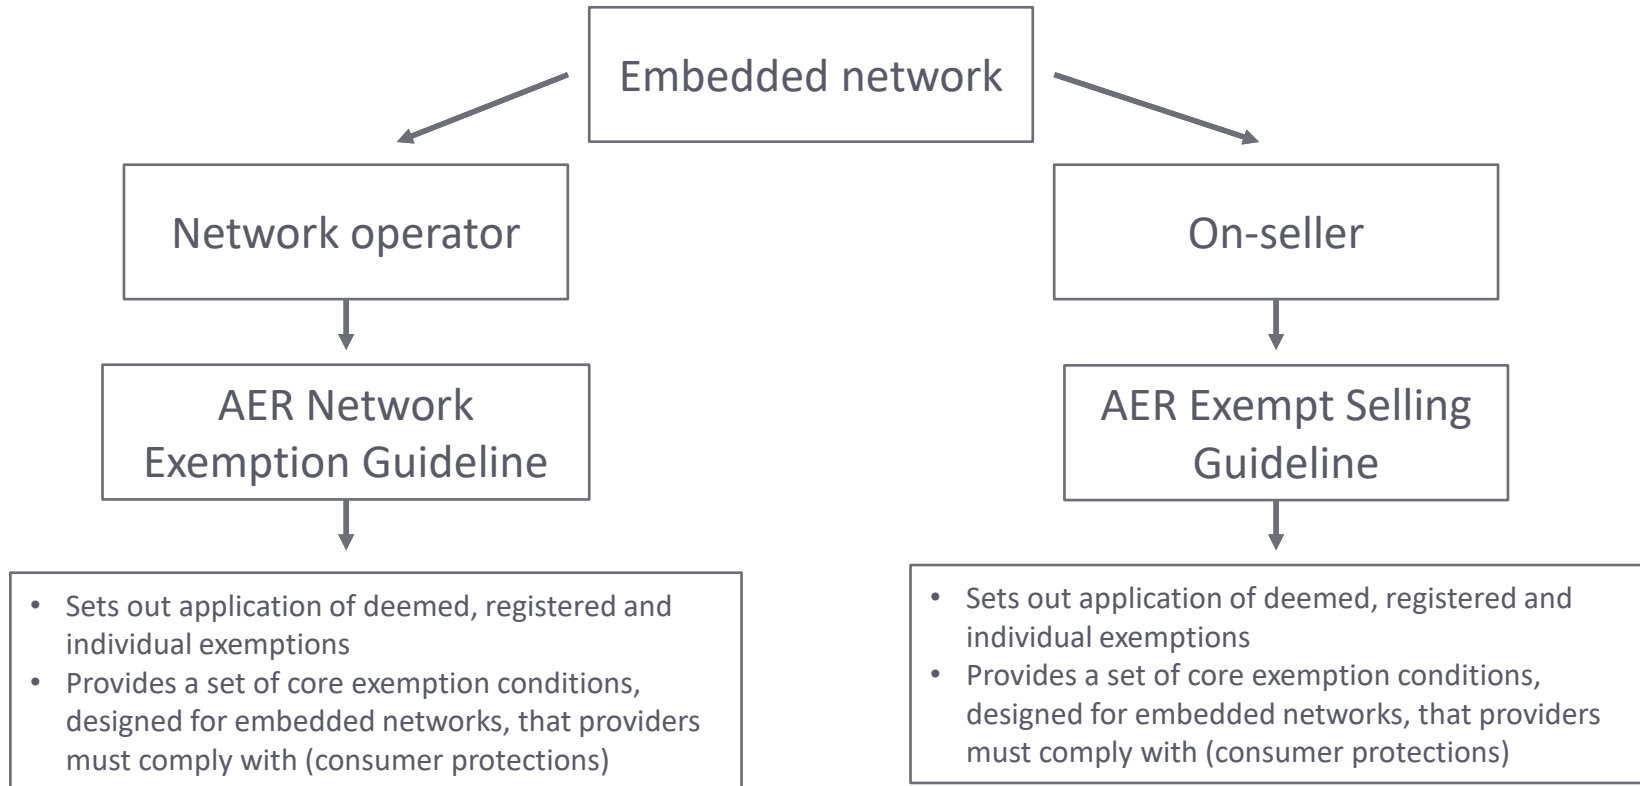 Embedded network
Network operator
On-seller
AER Network
Exemption Guideline
AER Exempt Selling
Guideline
• Sets out application of deemed, registered and
individual exemptions
• Provides a set of core exemption conditions,
designed for embedded networks, that providers
must comply with (consumer protections)
• Sets out application of deemed, registered and
individual exemptions
• Provides a set of core exemption conditions,
designed for embedded networks, that providers
must comply with (consumer protections)